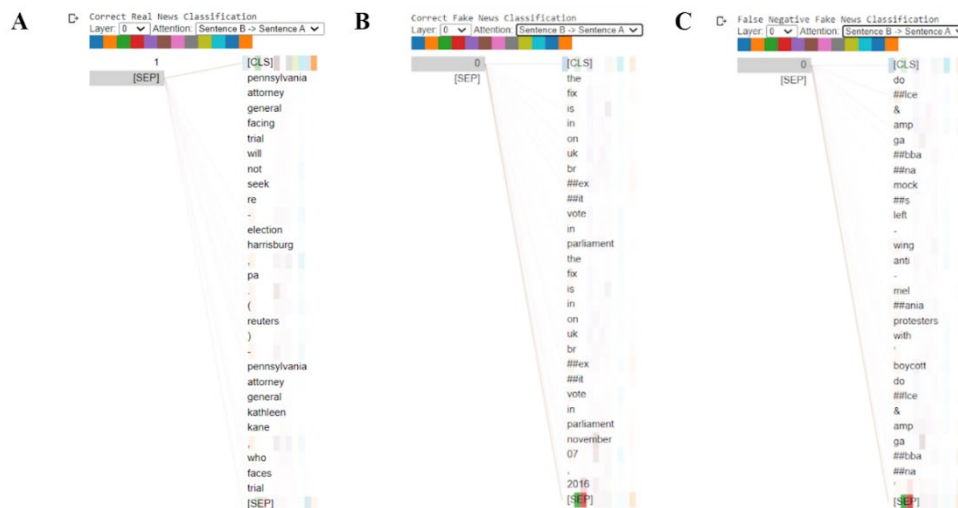 A
Correct Real News Classification
Layer: 0 Attention: Sentence B -> Sentence A
1
[SEP]
[CLS]
pennsylvania
attorney
general
facing
trial
will
not
seek
re
-
election
harrisburg
,
pa
.
(
reuters
)
-
pennsylvania
attorney
general
kathleen
kane
,
who
faces
trial
[SEP]
B
Correct Fake News Classification
Layer: 0 Attention: Sentence B -> Sentence A
0
[SEP]
[CLS]
the
fix
is
in
on
uk
br
##ex
##it
vote
in
parliament
the
fix
is
in
on
uk
br
##ex
##it
vote
in
parliament
november
07
,
2016
[SEP]
C
False Negative Fake News Classification
Layer: 0 Attention: Sentence B -> Sentence A
0
[SEP]
[CLS]
do
##lce
&
amp
ga
##bba
##na
mock
##s
left
-
wing
anti
-
mel
##ania
protesters
with
'
boycott
do
##lce
&
amp
ga
##bba
##na
'
[SEP]